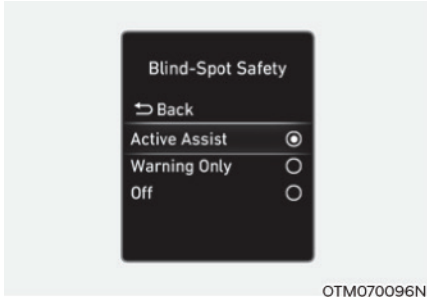 Blind-Spot Safety
Back
Active Assist
Warning Only
Off
OTM070096N